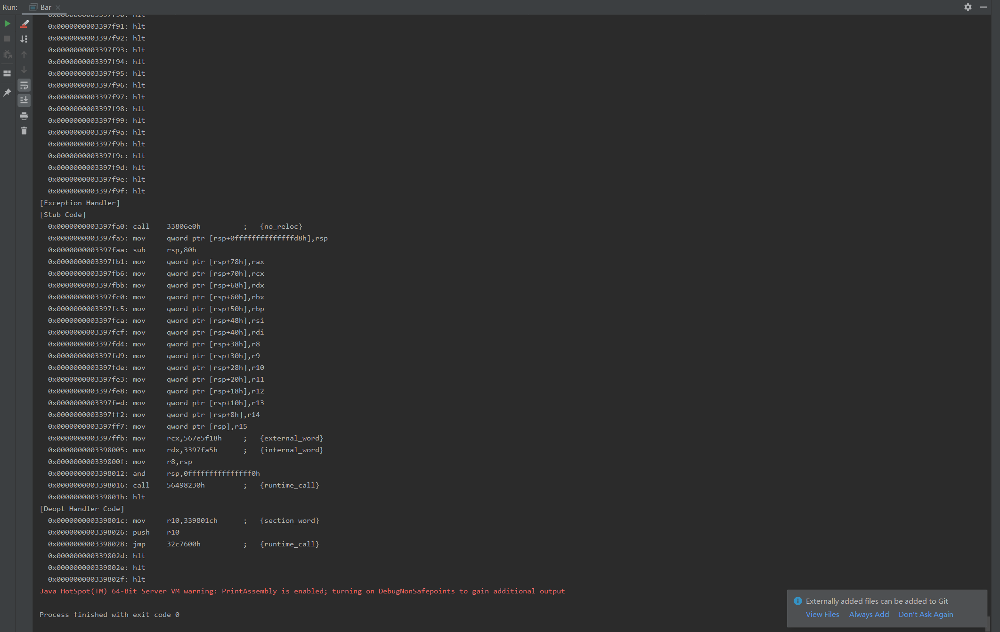 Run: Bar
0x0000000003397f90: hlt
0x0000000003397f91: hlt
0x0000000003397f92: hlt
0x0000000003397f93: hlt
0x0000000003397f94: hlt
0x0000000003397f95: hlt
0x0000000003397f96: hlt
0x0000000003397f97: hlt
0x0000000003397f98: hlt
0x0000000003397f99: hlt
0x0000000003397f9a: hlt
0x0000000003397f9b: hlt
0x0000000003397f9c: hlt
0x0000000003397f9d: hlt
0x0000000003397f9e: hlt
0x0000000003397f9f: hlt
[Exception Handler]
[Stub Code]
0x0000000003397fa0: call 33806e0h ; {no_reloc}
0x0000000003397fa5: mov qword ptr [rsp+0ffffffffffffffd8h],rsp
0x0000000003397faa: sub rsp,80h
0x0000000003397fb1: mov qword ptr [rsp+78h],rax
0x0000000003397fb6: mov qword ptr [rsp+70h],rcx
0x0000000003397fbb: mov qword ptr [rsp+68h],rdx
0x0000000003397fc0: mov qword ptr [rsp+60h],rbx
0x0000000003397fc5: mov qword ptr [rsp+50h],rbp
0x0000000003397fca: mov qword ptr [rsp+48h],rsi
0x0000000003397fcf: mov qword ptr [rsp+40h],rdi
0x0000000003397fd4: mov qword ptr [rsp+38h],r8
0x0000000003397fd9: mov qword ptr [rsp+30h],r9
0x0000000003397fde: mov qword ptr [rsp+28h],r10
0x0000000003397fe3: mov qword ptr [rsp+20h],r11
0x0000000003397fe8: mov qword ptr [rsp+18h],r12
0x0000000003397fed: mov qword ptr [rsp+10h],r13
0x0000000003397ff2: mov qword ptr [rsp+8h],r14
0x0000000003397ff7: mov qword ptr [rsp],r15
0x0000000003397ffb: mov rcx,567e5f18h ; {external_word}
0x0000000003398005: mov rdx,3397fa5h ; {internal_word}
0x000000000339800f: mov r8,rsp
0x0000000003398012: and rsp,0fffffffffffffff0h
0x0000000003398016: call 56498230h ; {runtime_call}
0x000000000339801b: hlt
[Deopt Handler Code]
0x000000000339801c: mov r10,339801ch ; {section_word}
0x0000000003398026: push r10
0x0000000003398028: jmp 32c7600h ; {runtime_call}
0x000000000339802d: hlt
0x000000000339802e: hlt
0x000000000339802f: hlt
Java HotSpot(TM) 64-Bit Server VM warning: PrintAssembly is enabled; turning on DebugNonSafepoints to gain additional output
Process finished with exit code 0
Externally added files can be added to Git
View Files Always Add Don't Ask Again